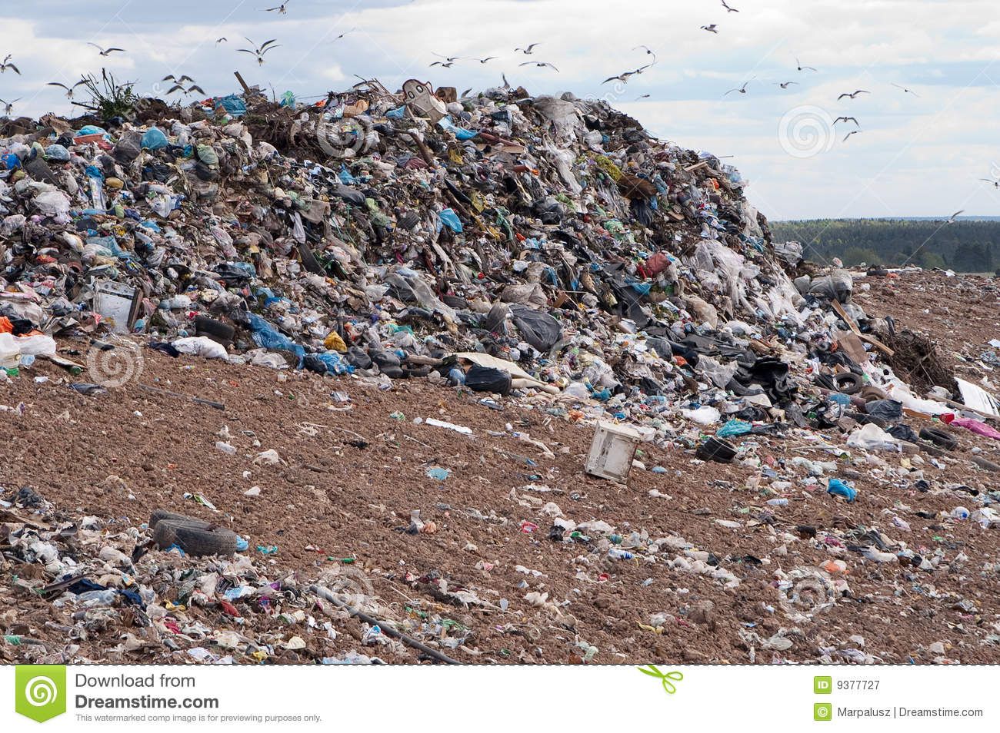 Download from
Dreamstime.com
This watermarked comp image is for previewing purposes only.
ID 9377727
© Marpalusz | Dreamstime.com